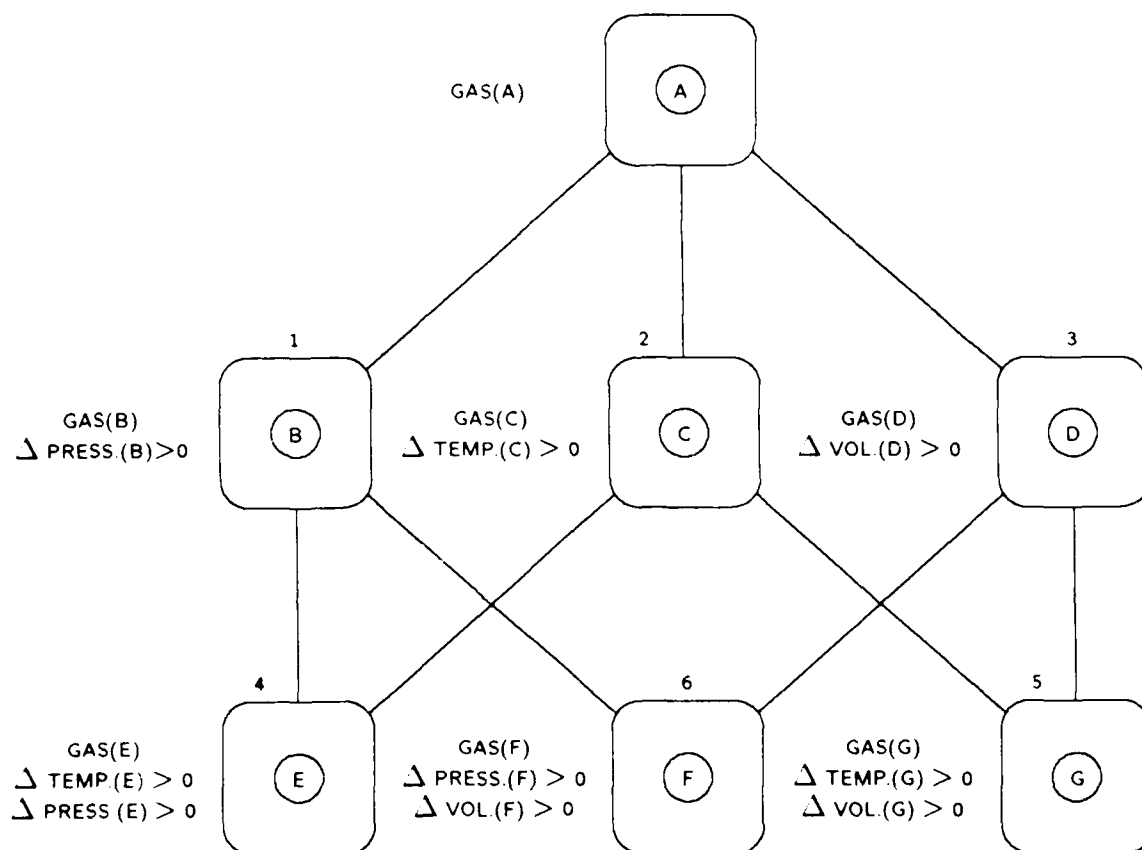 GAS(A)
A
1
2
3
GAS(B)
Δ PRESS.(B)>0
B
GAS(C)
Δ TEMP.(C) > 0
C
GAS(D)
Δ VOL.(D) > 0
D
4
6
5
GAS(E)
Δ TEMP.(E) > 0
Δ PRESS (E) > 0
E
GAS(F)
Δ PRESS.(F) > 0
Δ VOL.(F) > 0
F
GAS(G)
Δ TEMP.(G) > 0
Δ VOL.(G) > 0
G